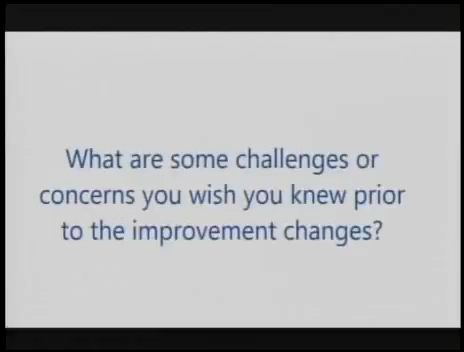 What are some challenges or
concerns you wish you knew prior
to the improvement changes?